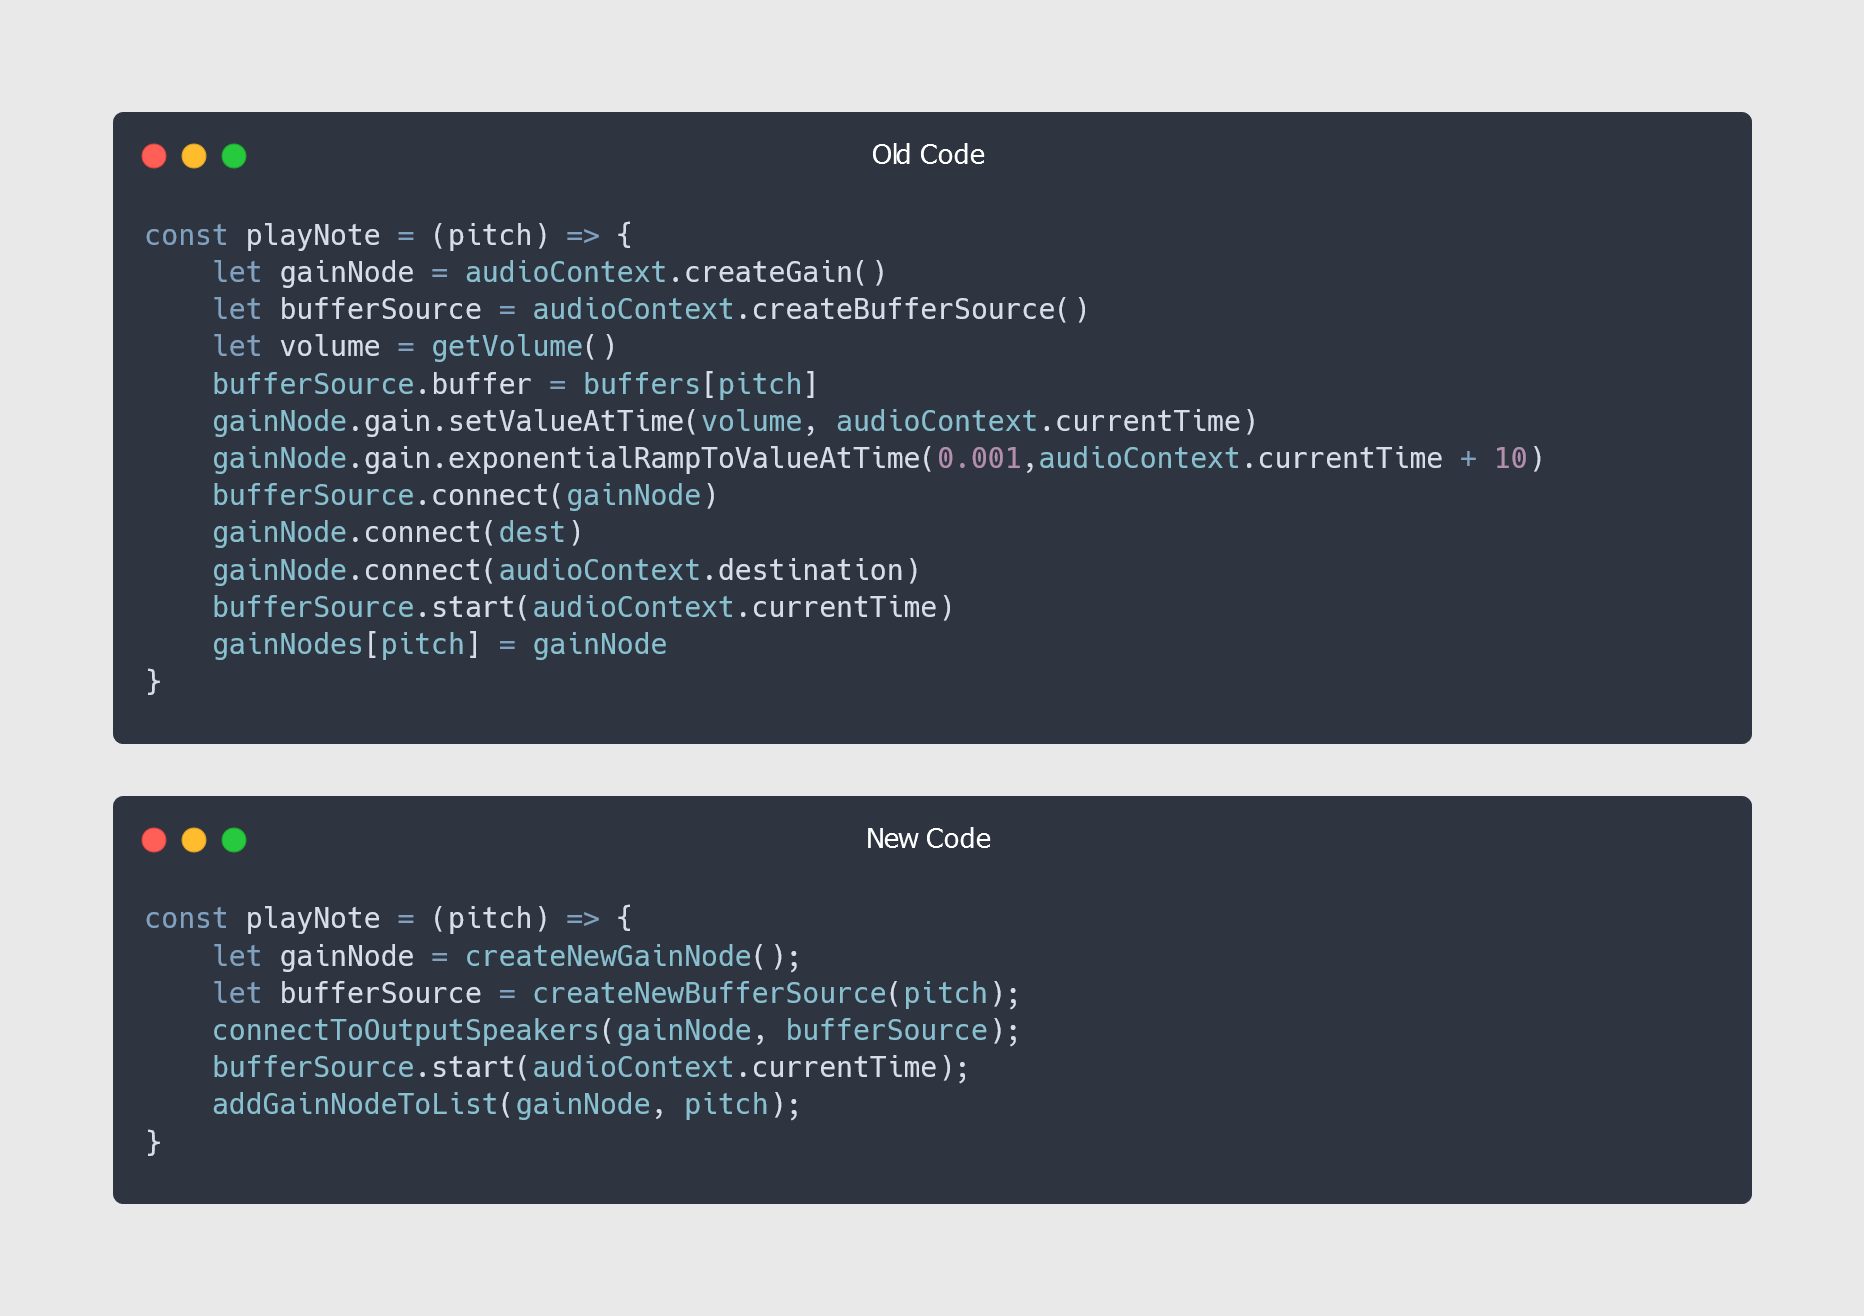 Old Code
const playNote = (pitch) => {
    let gainNode = audioContext.createGain()
    let bufferSource = audioContext.createBufferSource()
    let volume = getVolume()
    bufferSource.buffer = buffers[pitch]
    gainNode.gain.setValueAtTime(volume, audioContext.currentTime)
    gainNode.gain.exponentialRampToValueAtTime(0.001,audioContext.currentTime + 10)
    bufferSource.connect(gainNode)
    gainNode.connect(dest)
    gainNode.connect(audioContext.destination)
    bufferSource.start(audioContext.currentTime)
    gainNodes[pitch] = gainNode
}
New Code
const playNote = (pitch) => {
    let gainNode = createNewGainNode();
    let bufferSource = createNewBufferSource(pitch);
    connectToOutputSpeakers(gainNode, bufferSource);
    bufferSource.start(audioContext.currentTime);
    addGainNodeToList(gainNode, pitch);
}